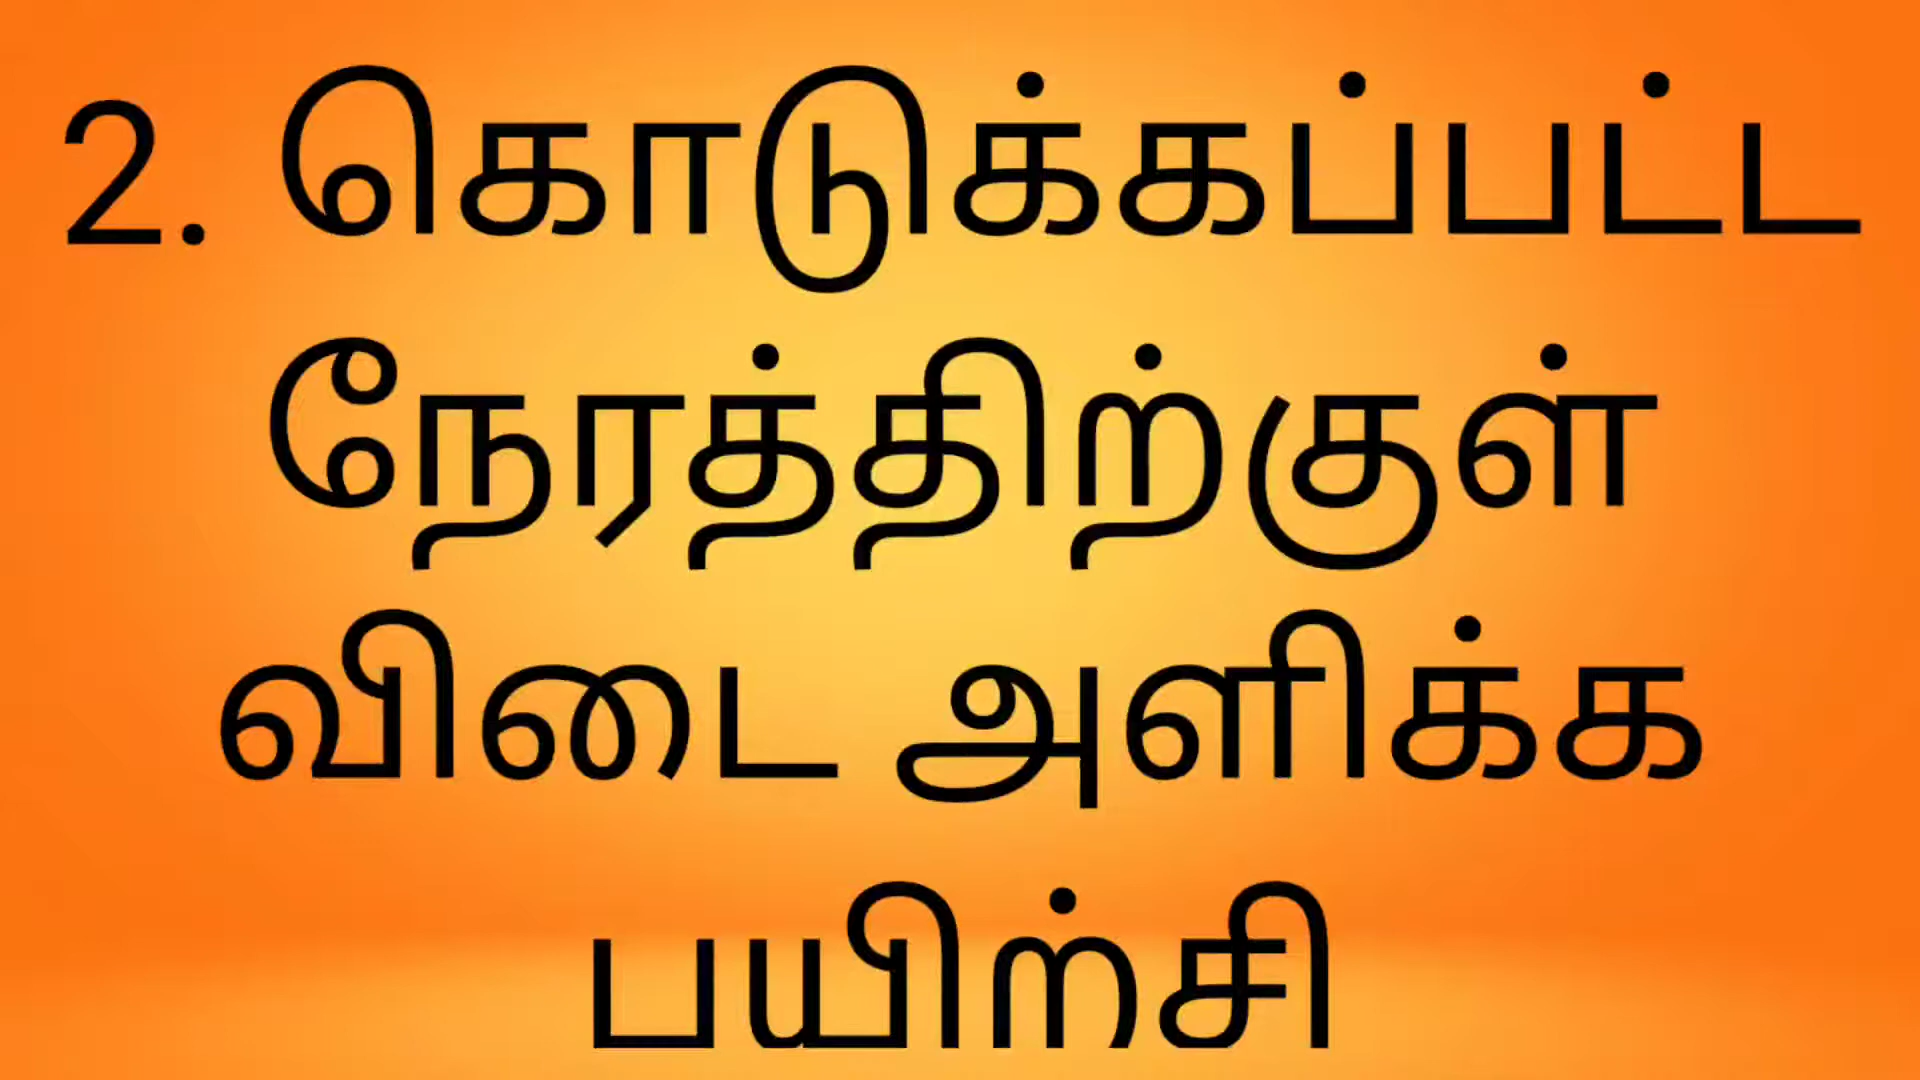 2. கொடுக்கப்பட்ட
நேரத்திற்குள்
விடை அளிக்க
பயிற்சி